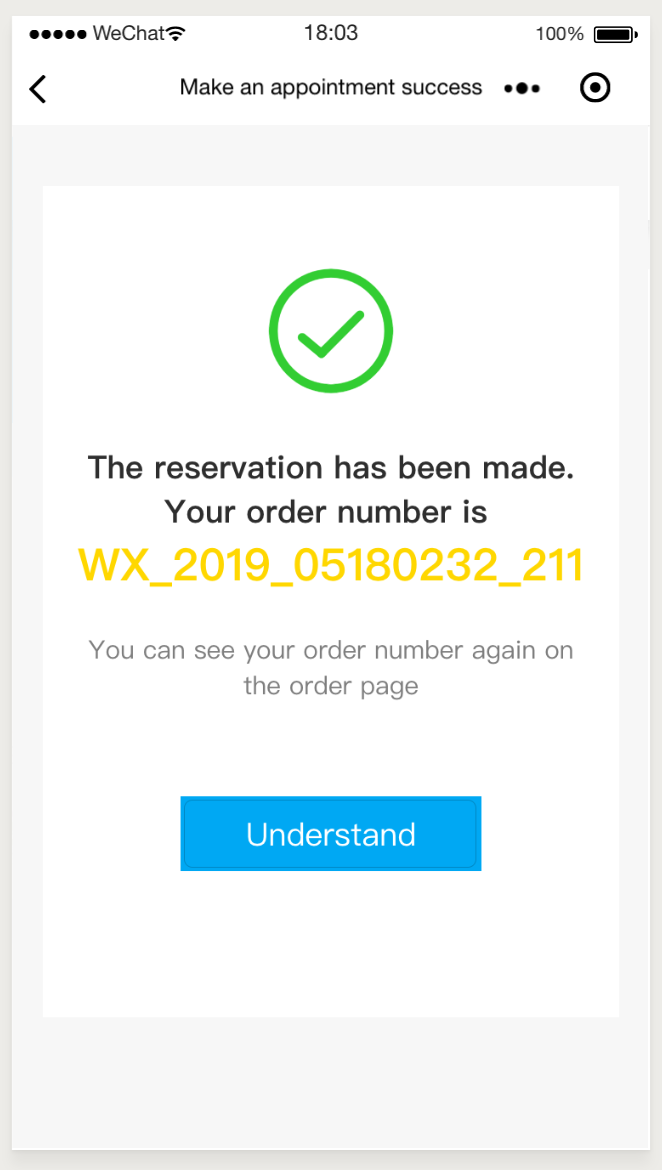 WeChat 18:03 100%
Make an appointment success
The reservation has been made.
Your order number is
WX_2019_05180232_211
You can see your order number again on
the order page
Understand